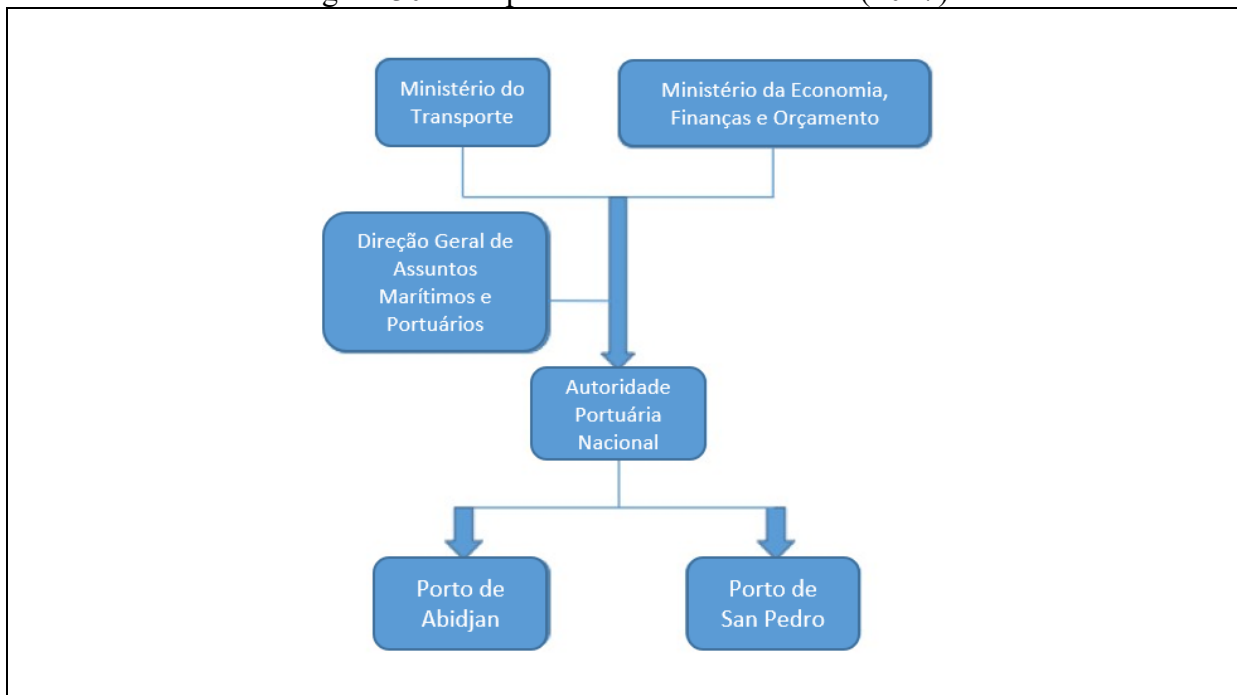 Ministério do
Transporte
Ministério da Economia,
Finanças e Orçamento
Direção Geral de
Assuntos
Marítimos e
Portuários
Autoridade
Portuária
Nacional
Porto de
Abidjan
Porto de
San Pedro